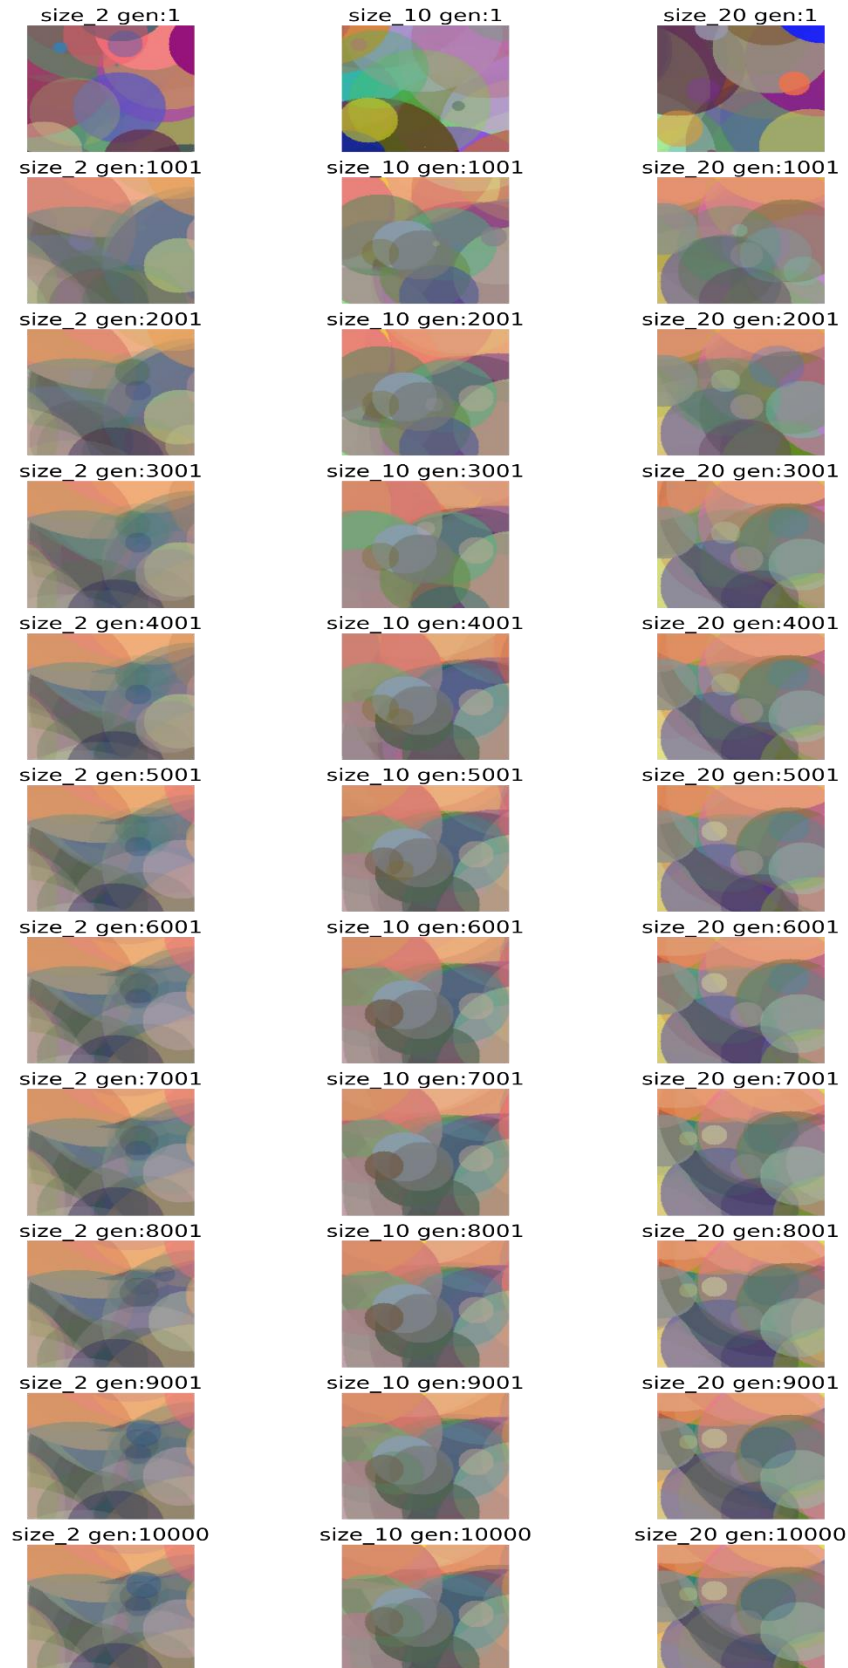 size_2 gen:1 size_10 gen:1 size_20 gen:1
size_2 gen:1001 size_10 gen:1001 size_20 gen:1001
size_2 gen:2001 size_10 gen:2001 size_20 gen:2001
size_2 gen:3001 size_10 gen:3001 size_20 gen:3001
size_2 gen:4001 size_10 gen:4001 size_20 gen:4001
size_2 gen:5001 size_10 gen:5001 size_20 gen:5001
size_2 gen:6001 size_10 gen:6001 size_20 gen:6001
size_2 gen:7001 size_10 gen:7001 size_20 gen:7001
size_2 gen:8001 size_10 gen:8001 size_20 gen:8001
size_2 gen:9001 size_10 gen:9001 size_20 gen:9001
size_2 gen:10000 size_10 gen:10000 size_20 gen:10000